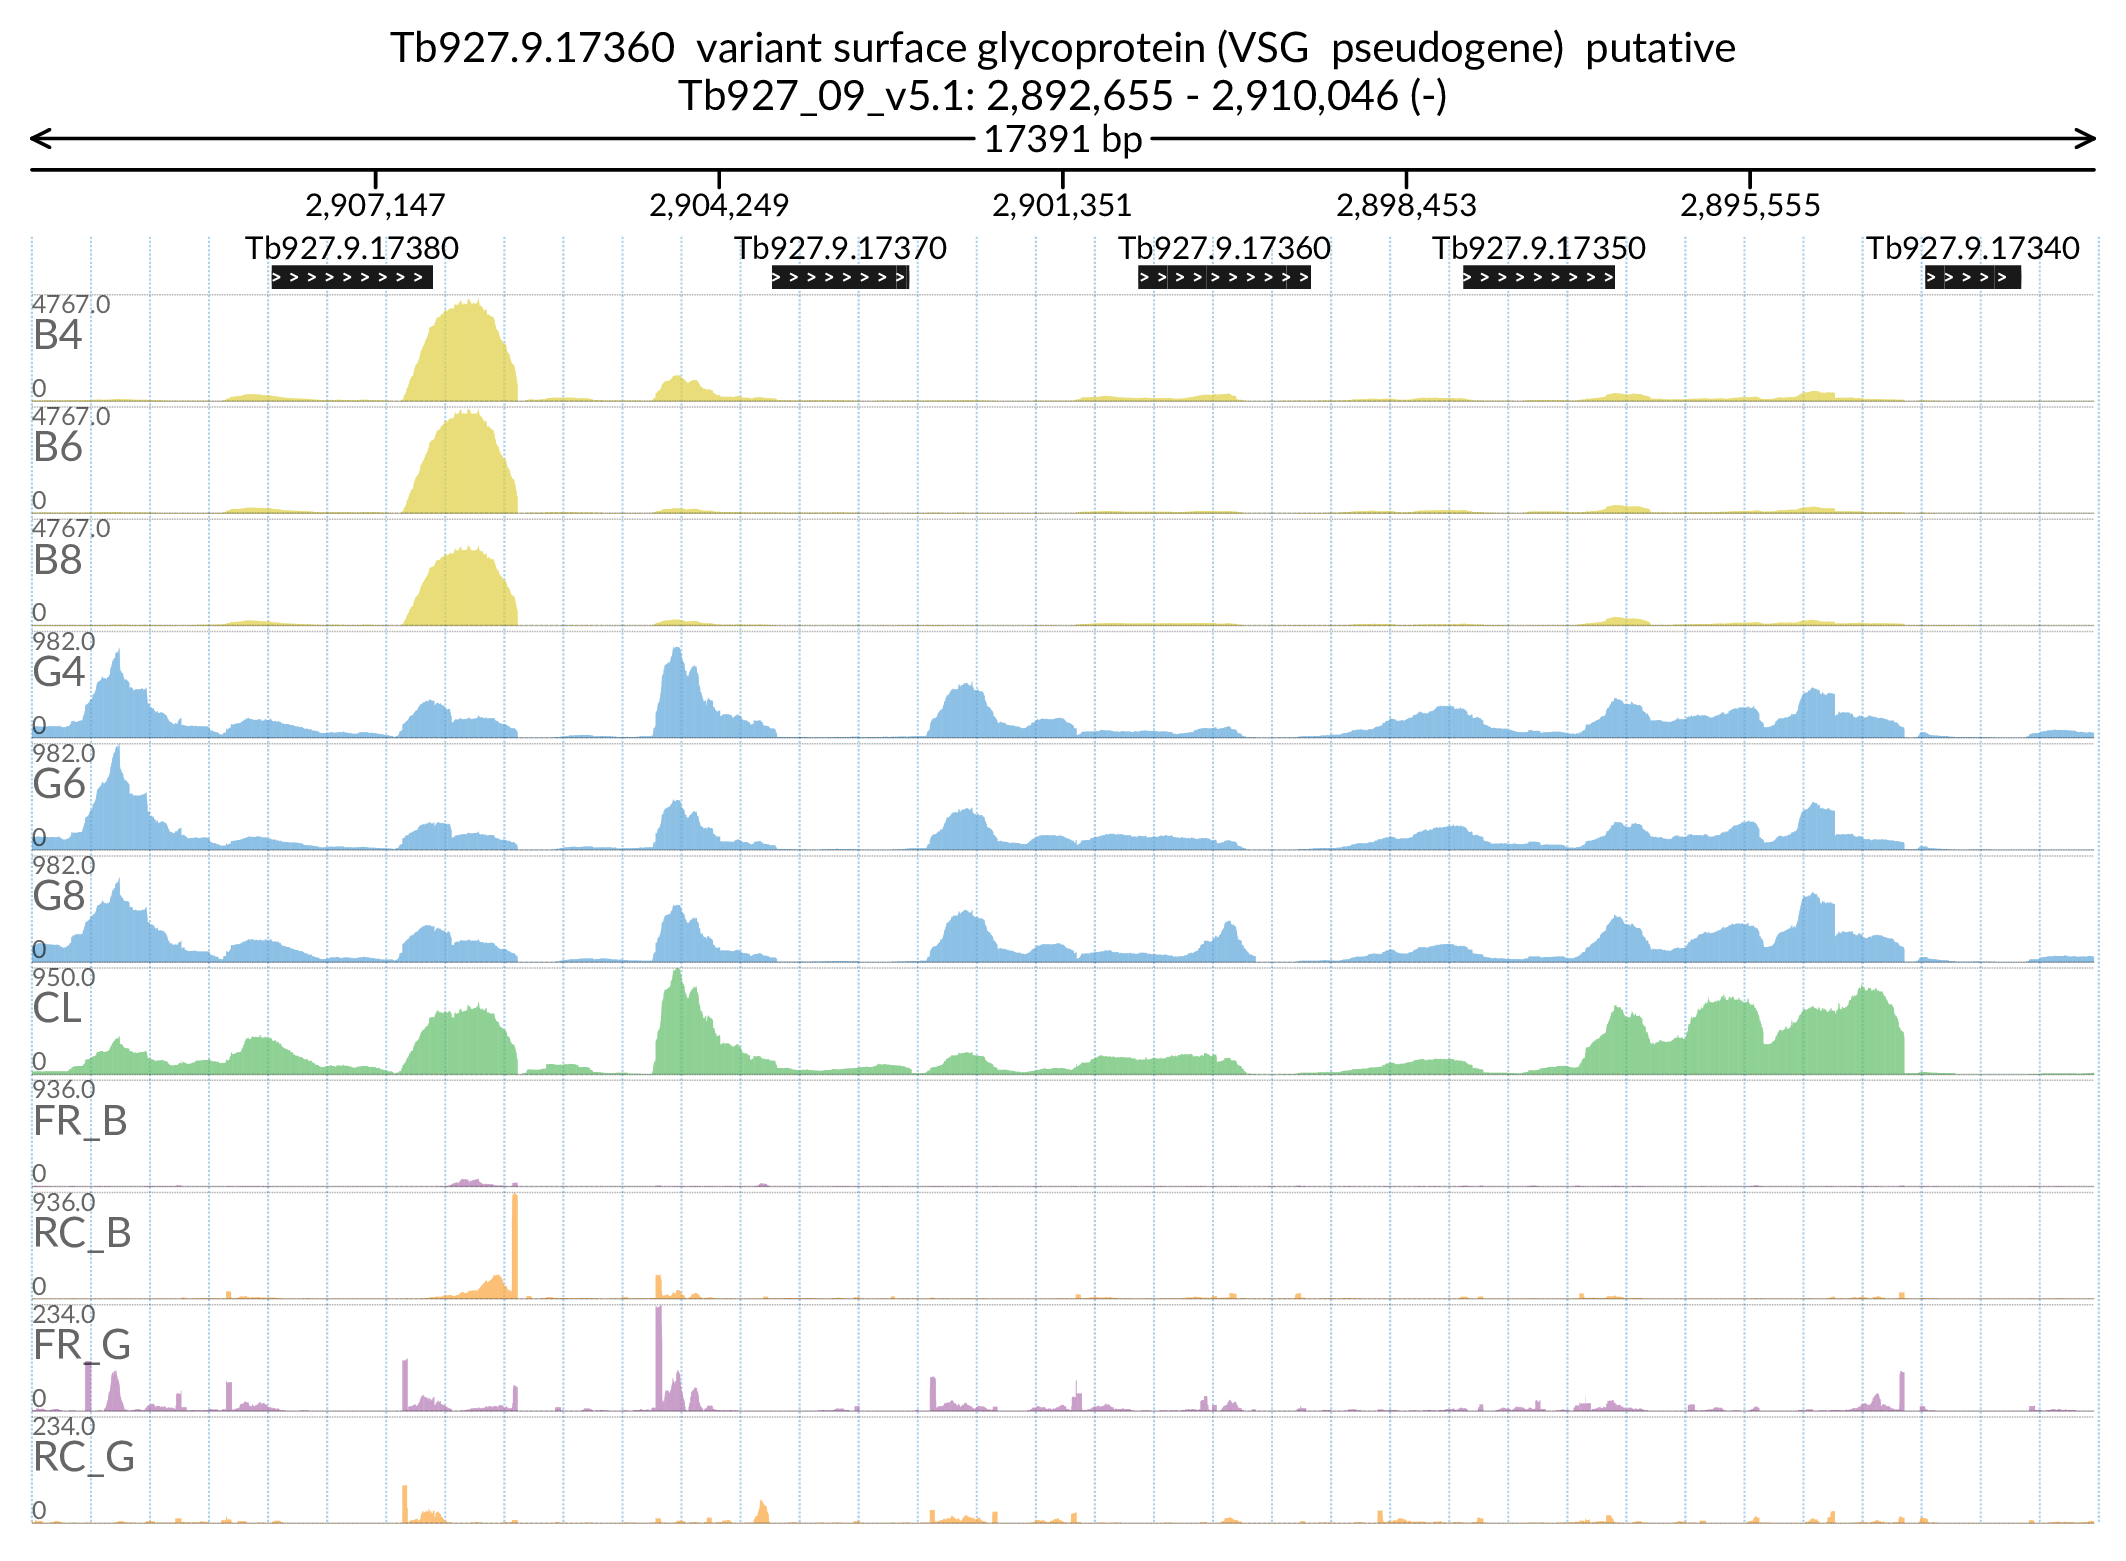 Tb927.9.17360  variant surface glycoprotein (VSG  pseudogene)  putative
Tb927_09_v5.1: 2,892,655 - 2,910,046 (-)
17391 bp
2,907,147 2,904,249 2,901,351 2,898,453 2,895,555
Tb927.9.17380 Tb927.9.17370 Tb927.9.17360 Tb927.9.17350 Tb927.9.17340
4767.0
B4
0
4767.0
B6
0
4767.0
B8
0
982.0
G4
0
982.0
G6
0
982.0
G8
0
950.0
CL
0
936.0
FR_B
0
936.0
RC_B
0
234.0
FR_G
0
234.0
RC_G
0